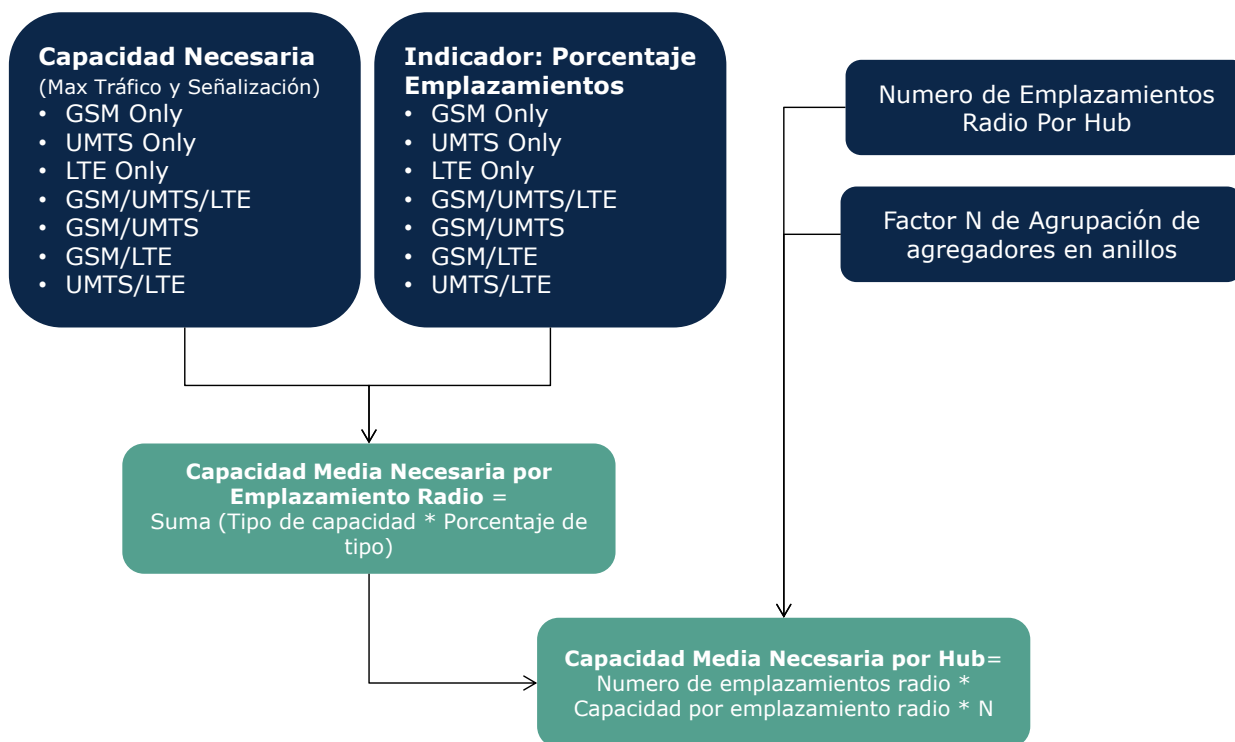 Capacidad Necesaria
(Max Tráfico y Señalización)
• GSM Only
• UMTS Only
• LTE Only
• GSM/UMTS/LTE
• GSM/UMTS
• GSM/LTE
• UMTS/LTE
Indicador: Porcentaje
Emplazamientos
• GSM Only
• UMTS Only
• LTE Only
• GSM/UMTS/LTE
• GSM/UMTS
• GSM/LTE
• UMTS/LTE
Numero de Emplazamientos
Radio Por Hub
Factor N de Agrupación de
agregadores en anillos
Capacidad Media Necesaria por
Emplazamiento Radio =
Suma (Tipo de capacidad * Porcentaje de
tipo)
Capacidad Media Necesaria por Hub=
Numero de emplazamientos radio *
Capacidad por emplazamiento radio * N